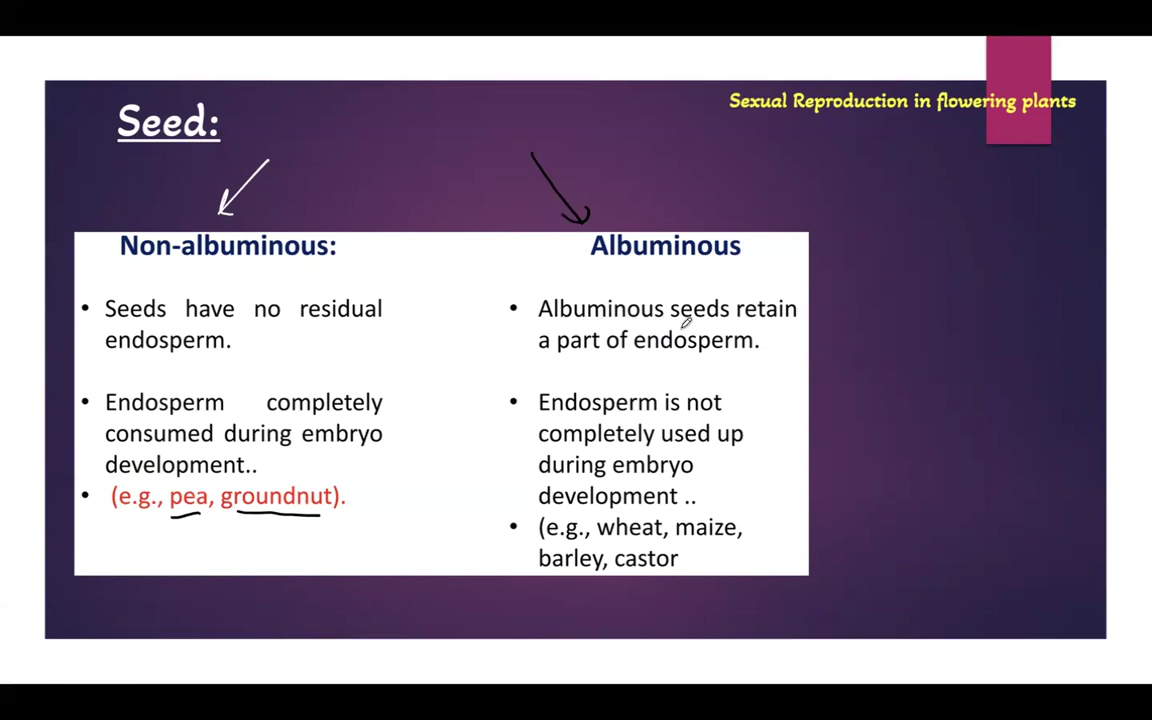 Sexual Reproduction in flowering plants
Seed:
Non-albuminous:
• Seeds have no residual
endosperm.
• Endosperm completely
consumed during embryo
development..
• (e.g., pea, groundnut).
Albuminous
• Albuminous seeds retain
a part of endosperm.
• Endosperm is not
completely used up
during embryo
development ..
• (e.g., wheat, maize,
barley, castor